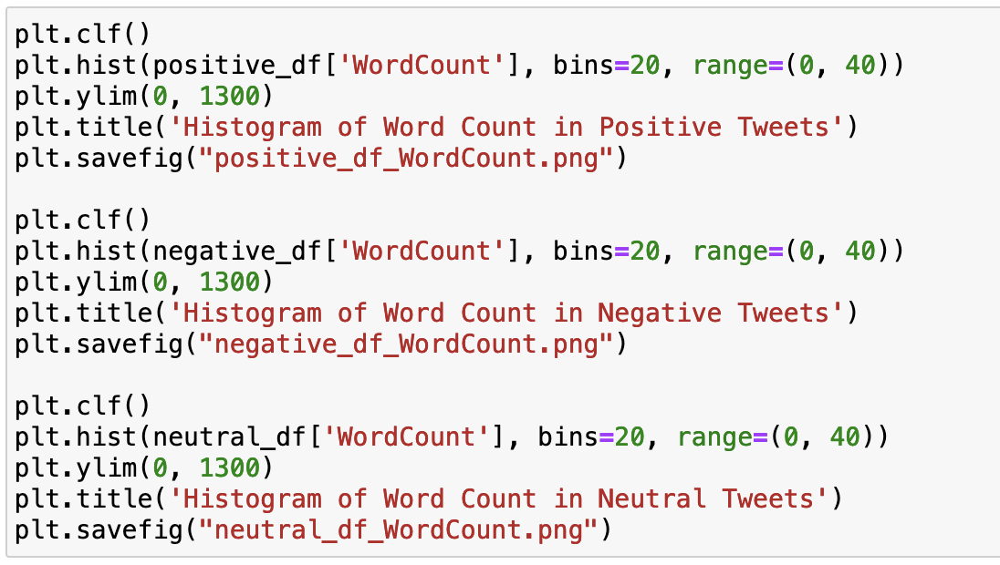 plt.clf()
plt.hist(positive_df['WordCount'], bins=20, range=(0, 40))
plt.ylim(0, 1300)
plt.title('Histogram of Word Count in Positive Tweets')
plt.savefig("positive_df_WordCount.png")

plt.clf()
plt.hist(negative_df['WordCount'], bins=20, range=(0, 40))
plt.ylim(0, 1300)
plt.title('Histogram of Word Count in Negative Tweets')
plt.savefig("negative_df_WordCount.png")

plt.clf()
plt.hist(neutral_df['WordCount'], bins=20, range=(0, 40))
plt.ylim(0, 1300)
plt.title('Histogram of Word Count in Neutral Tweets')
plt.savefig("neutral_df_WordCount.png")